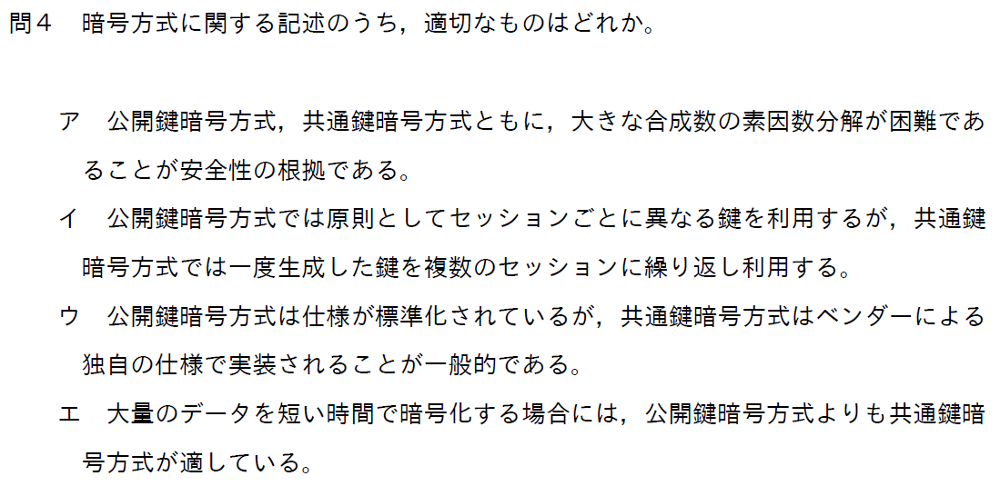 問4 暗号方式に関する記述のうち，適切なものはどれか。
ア 公開鍵暗号方式，共通鍵暗号方式ともに，大きな合成数の素因数分解が困難であ
ることが安全性の根拠である。
イ 公開鍵暗号方式では原則としてセッションごとに異なる鍵を利用するが，共通鍵
暗号方式では一度生成した鍵を複数のセッションに繰り返し利用する。
ウ 公開鍵暗号方式は仕様が標準化されているが，共通鍵暗号方式はベンダーによる
独自の仕様で実装されることが一般的である。
エ 大量のデータを短い時間で暗号化する場合には，公開鍵暗号方式よりも共通鍵暗
号方式が適している。